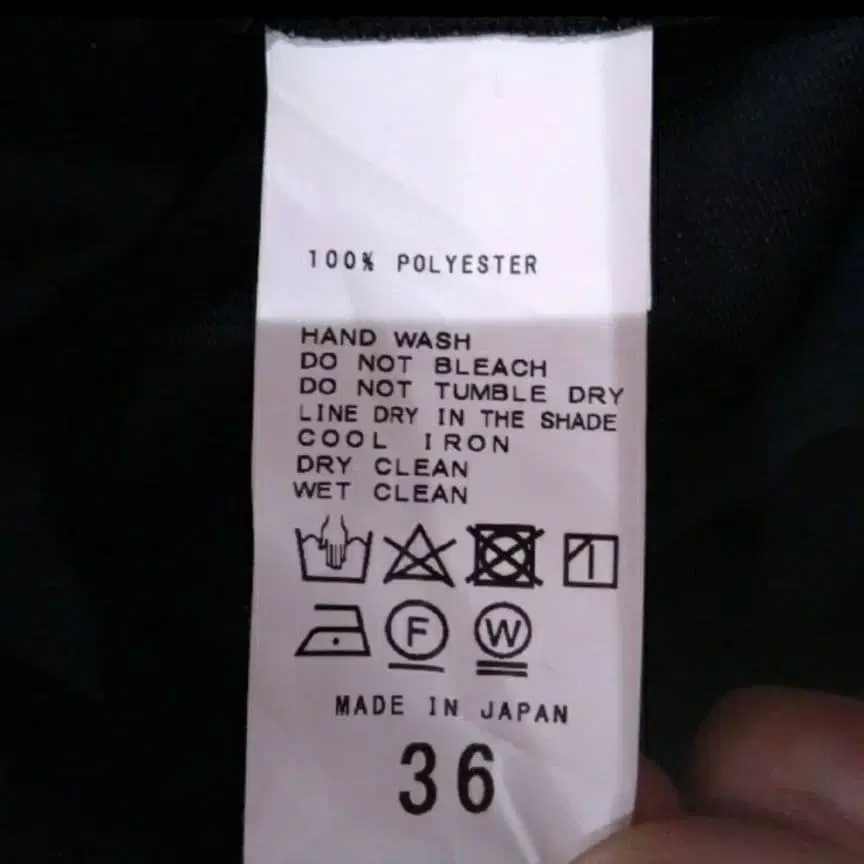 100% POLYESTER
HAND WASH
DO NOT BLEACH
DO NOT TUMBLE DRY
LINE DRY IN THE SHADE
COOL IRON
DRY CLEAN
WET CLEAN
F W
MADE IN JAPAN
36